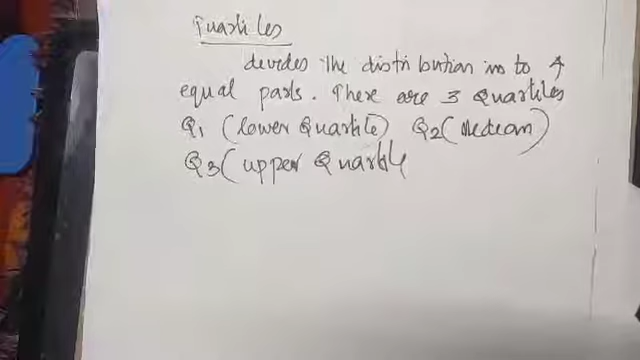 Quartiles
devides the distribution in to 4
equal parts. There are 3 Quartiles
Q1 (lower Quartile) Q2 (Median)
Q3 (upper Quartile